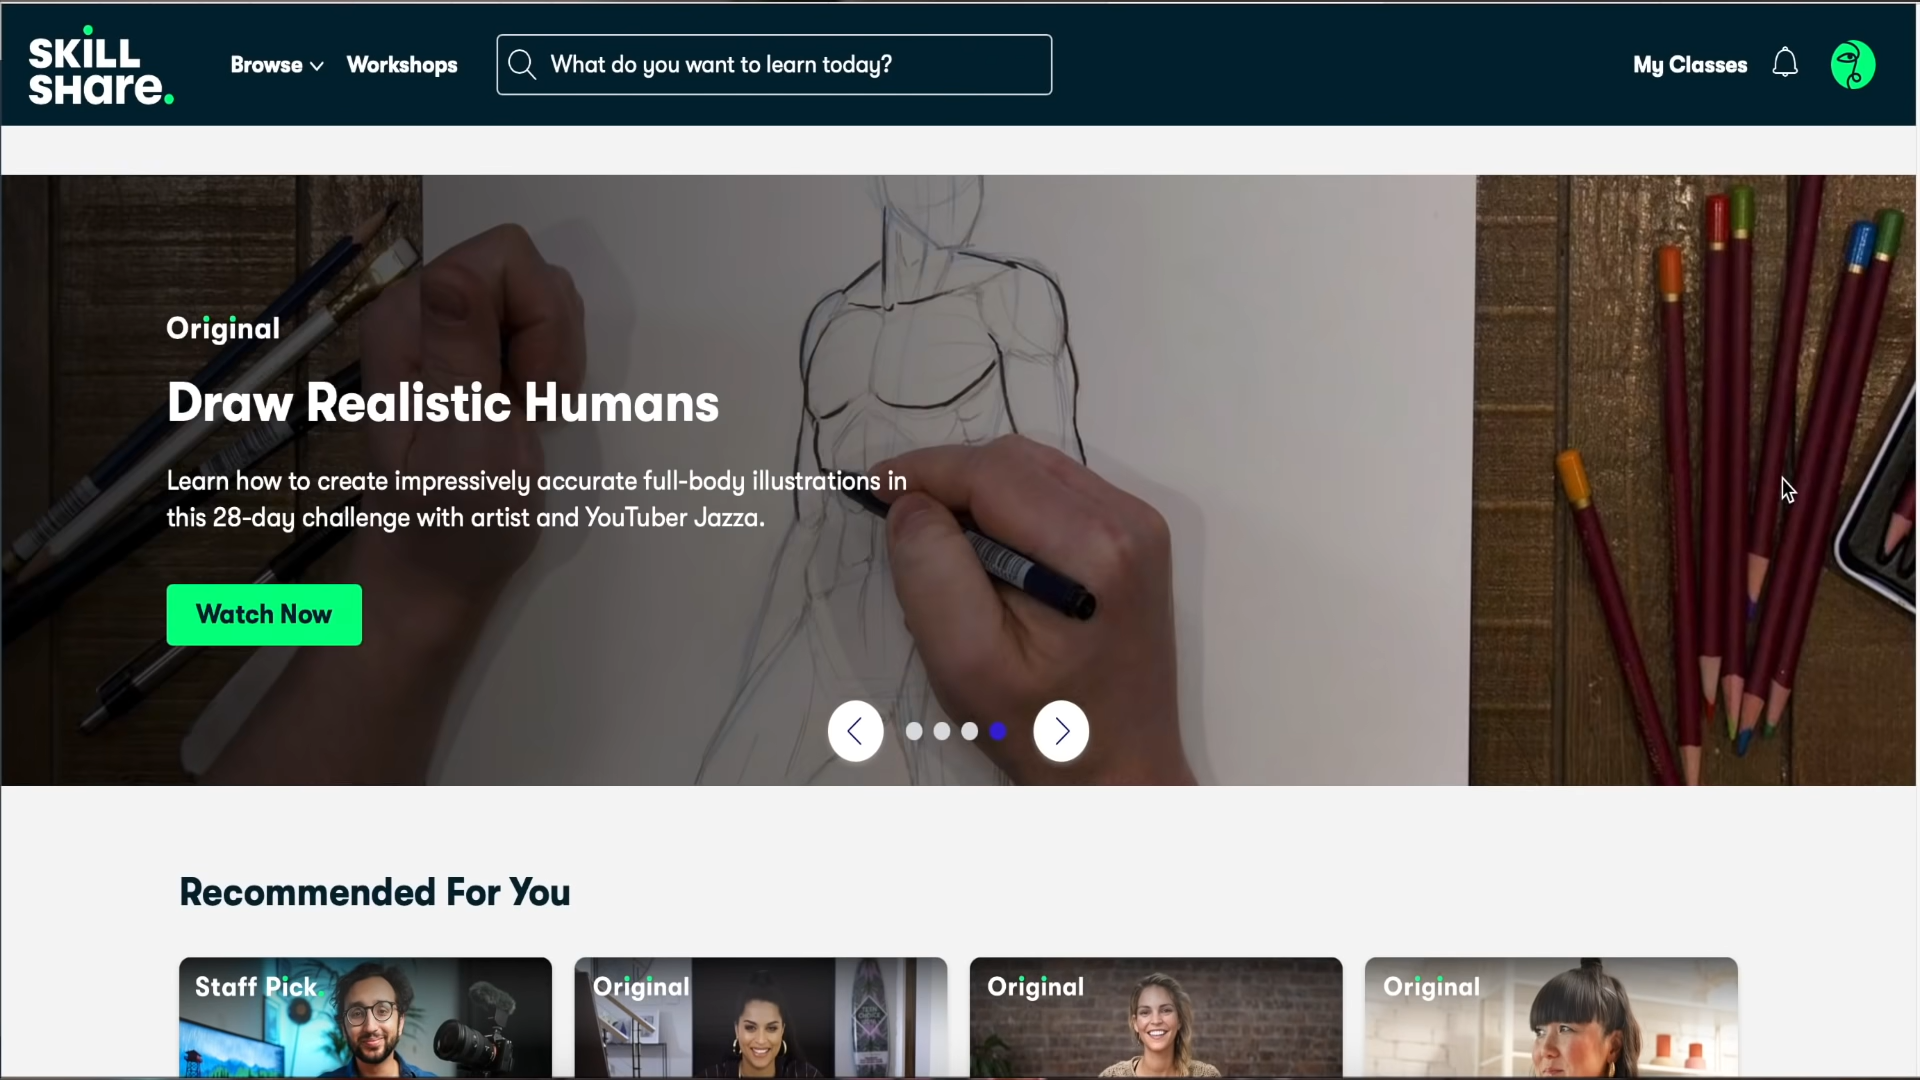 SKILL
SHare.
Browse
Workshops
What do you want to learn today?
My Classes
Original
Draw Realistic Humans
Learn how to create impressively accurate full-body illustrations in
this 28-day challenge with artist and YouTuber Jazza.
Watch Now
Recommended For You
Staff Pick.
Original
Original
Original